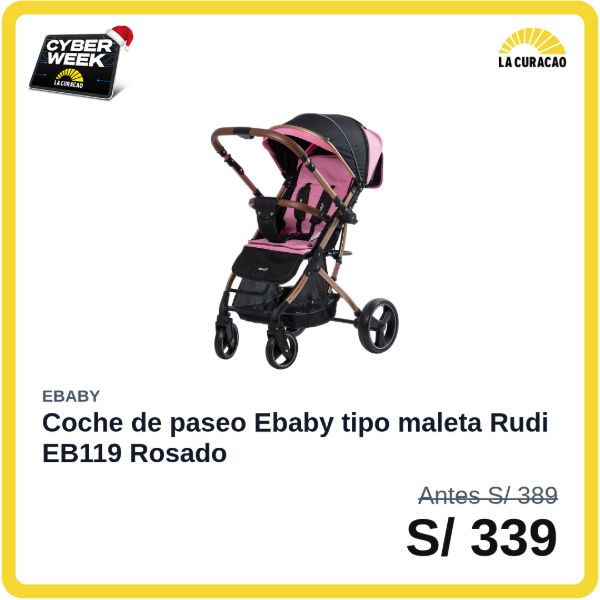 CYBER
WEEK
LA CURACAO
LA CURACAO
EBABY
Coche de paseo Ebaby tipo maleta Rudi
EB119 Rosado
Antes S/ 389
S/ 339